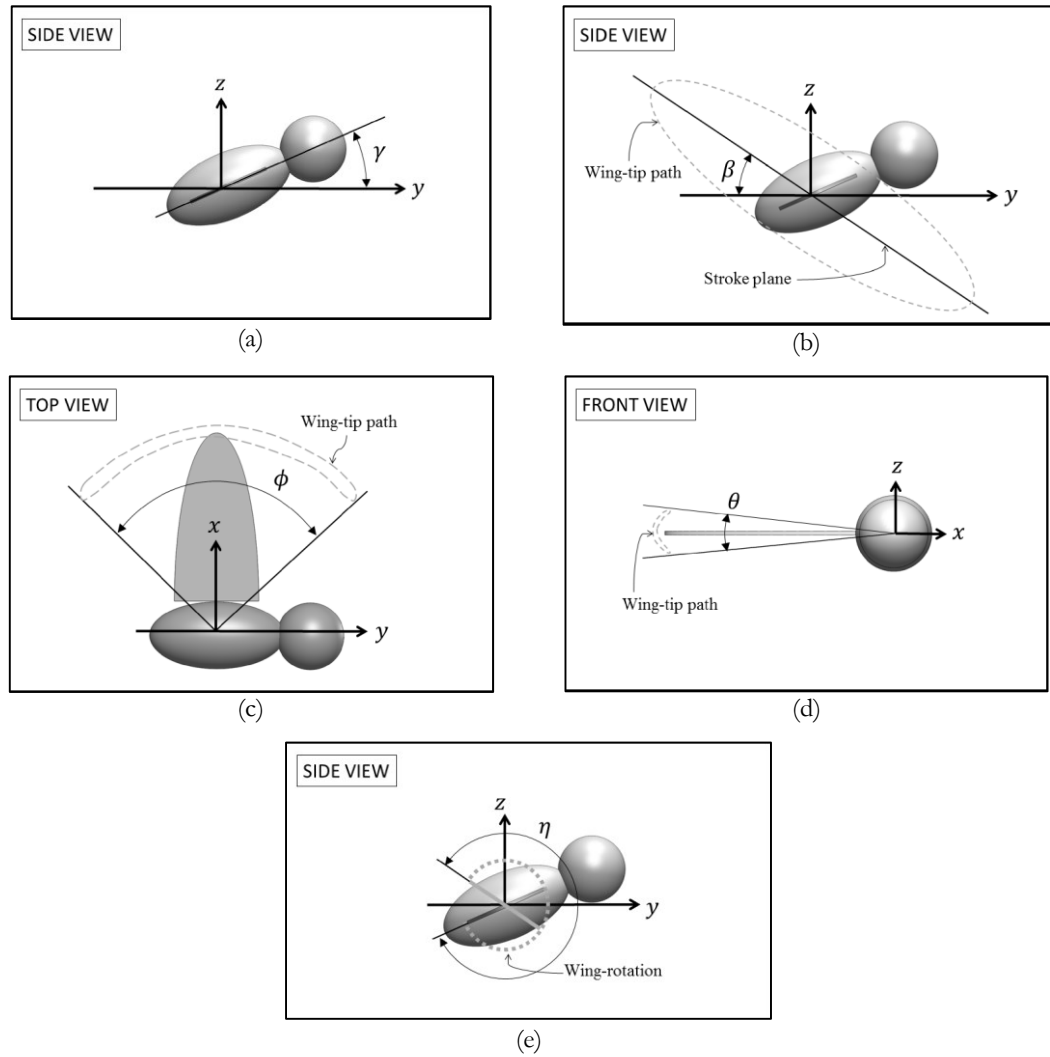 SIDE VIEW
z
γ
y
(a)
SIDE VIEW
z
Wing-tip path
β
y
Stroke plane
(b)
TOP VIEW
Wing-tip path
ϕ
x
y
(c)
FRONT VIEW
z
θ
x
Wing-tip path
(d)
SIDE VIEW
z
η
y
Wing-rotation
(e)